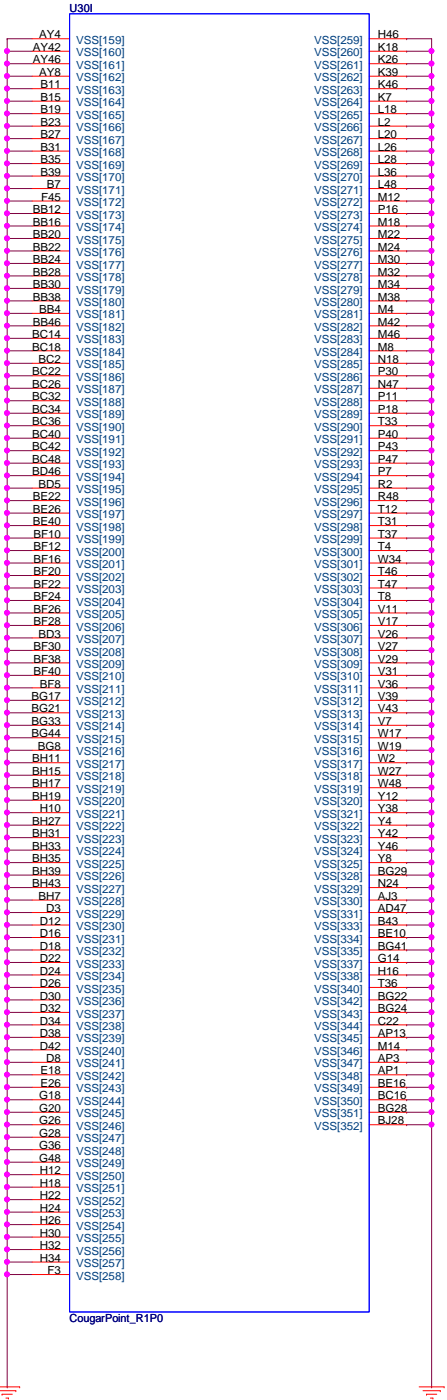 U30I
AY4 VSS[159]
AY42 VSS[160]
AY46 VSS[161]
AY8 VSS[162]
B11 VSS[163]
B15 VSS[164]
B19 VSS[165]
B23 VSS[166]
B27 VSS[167]
B31 VSS[168]
B35 VSS[169]
B39 VSS[170]
B7 VSS[171]
F45 VSS[172]
BB12 VSS[173]
BB16 VSS[174]
BB20 VSS[175]
BB22 VSS[176]
BB24 VSS[177]
BB28 VSS[178]
BB30 VSS[179]
BB38 VSS[180]
BB4 VSS[181]
BB46 VSS[182]
BC14 VSS[183]
BC18 VSS[184]
BC2 VSS[185]
BC22 VSS[186]
BC26 VSS[187]
BC32 VSS[188]
BC34 VSS[189]
BC36 VSS[190]
BC40 VSS[191]
BC42 VSS[192]
BC48 VSS[193]
BD46 VSS[194]
BD5 VSS[195]
BE22 VSS[196]
BE26 VSS[197]
BE40 VSS[198]
BF10 VSS[199]
BF12 VSS[200]
BF16 VSS[201]
BF20 VSS[202]
BF22 VSS[203]
BF24 VSS[204]
BF26 VSS[205]
BF28 VSS[206]
BD3 VSS[207]
BF30 VSS[208]
BF38 VSS[209]
BF40 VSS[210]
BF8 VSS[211]
BG17 VSS[212]
BG21 VSS[213]
BG33 VSS[214]
BG44 VSS[215]
BG8 VSS[216]
BH11 VSS[217]
BH15 VSS[218]
BH17 VSS[219]
BH19 VSS[220]
H10 VSS[221]
BH27 VSS[222]
BH31 VSS[223]
BH33 VSS[224]
BH35 VSS[225]
BH39 VSS[226]
BH43 VSS[227]
BH7 VSS[228]
D3 VSS[229]
D12 VSS[230]
D16 VSS[231]
D18 VSS[232]
D22 VSS[233]
D24 VSS[234]
D26 VSS[235]
D30 VSS[236]
D32 VSS[237]
D34 VSS[238]
D38 VSS[239]
D42 VSS[240]
D8 VSS[241]
E18 VSS[242]
E26 VSS[243]
G18 VSS[244]
G20 VSS[245]
G26 VSS[246]
G28 VSS[247]
G36 VSS[248]
G48 VSS[249]
H12 VSS[250]
H18 VSS[251]
H22 VSS[252]
H24 VSS[253]
H26 VSS[254]
H30 VSS[255]
H32 VSS[256]
H34 VSS[257]
F3 VSS[258]
VSS[259] H46
VSS[260] K18
VSS[261] K26
VSS[262] K39
VSS[263] K46
VSS[264] K7
VSS[265] L18
VSS[266] L2
VSS[267] L20
VSS[268] L26
VSS[269] L28
VSS[270] L36
VSS[271] L48
VSS[272] M12
VSS[273] P16
VSS[274] M18
VSS[275] M22
VSS[276] M24
VSS[277] M30
VSS[278] M32
VSS[279] M34
VSS[280] M38
VSS[281] M4
VSS[282] M42
VSS[283] M46
VSS[284] M8
VSS[285] N18
VSS[286] P30
VSS[287] N47
VSS[288] P11
VSS[289] P18
VSS[290] T33
VSS[291] P40
VSS[292] P43
VSS[293] P47
VSS[294] P7
VSS[295] R2
VSS[296] R48
VSS[297] T12
VSS[298] T31
VSS[299] T37
VSS[300] T4
VSS[301] W34
VSS[302] T46
VSS[303] T47
VSS[304] T8
VSS[305] V11
VSS[306] V17
VSS[307] V26
VSS[308] V27
VSS[309] V29
VSS[310] V31
VSS[311] V36
VSS[312] V39
VSS[313] V43
VSS[314] V7
VSS[315] W17
VSS[316] W19
VSS[317] W2
VSS[318] W27
VSS[319] W48
VSS[320] Y12
VSS[321] Y38
VSS[322] Y4
VSS[323] Y42
VSS[324] Y46
VSS[325] Y8
VSS[328] BG29
VSS[329] N24
VSS[330] AJ3
VSS[331] AD47
VSS[333] B43
VSS[334] BE10
VSS[335] BG41
VSS[337] G14
VSS[338] H16
VSS[340] T36
VSS[342] BG22
VSS[343] BG24
VSS[344] C22
VSS[345] AP13
VSS[346] M14
VSS[347] AP3
VSS[348] AP1
VSS[349] BE16
VSS[350] BC16
VSS[351] BG28
VSS[352] BJ28
CougarPoint_R1P0